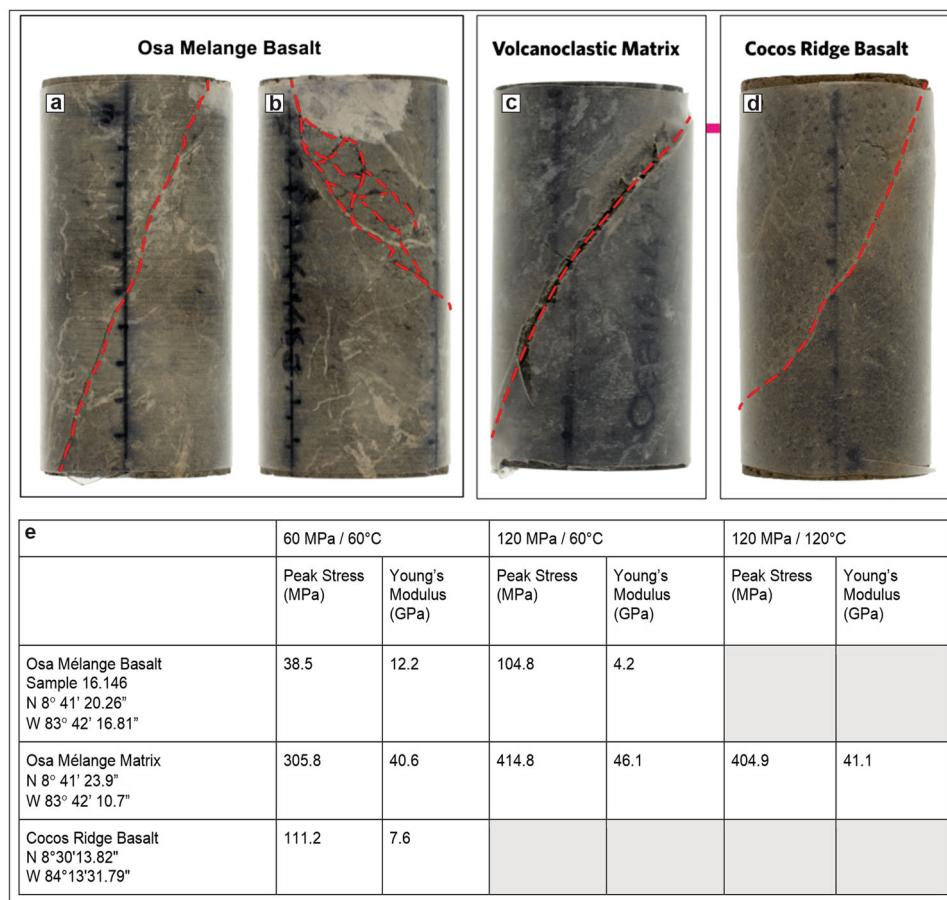 Osa Melange Basalt
Volcanoclastic Matrix
Cocos Ridge Basalt
a
b
c
d
e
60 MPa / 60°C
120 MPa / 60°C
120 MPa / 120°C
Peak Stress (MPa)
Young’s Modulus (GPa)
Peak Stress (MPa)
Young’s Modulus (GPa)
Peak Stress (MPa)
Young’s Modulus (GPa)
Osa Mélange Basalt
Sample 16.146
N 8° 41’ 20.26”
W 83° 42’ 16.81”
38.5
12.2
104.8
4.2
Osa Mélange Matrix
N 8° 41’ 23.9”
W 83° 42’ 10.7”
305.8
40.6
414.8
46.1
404.9
41.1
Cocos Ridge Basalt
N 8°30'13.82"
W 84°13'31.79"
111.2
7.6